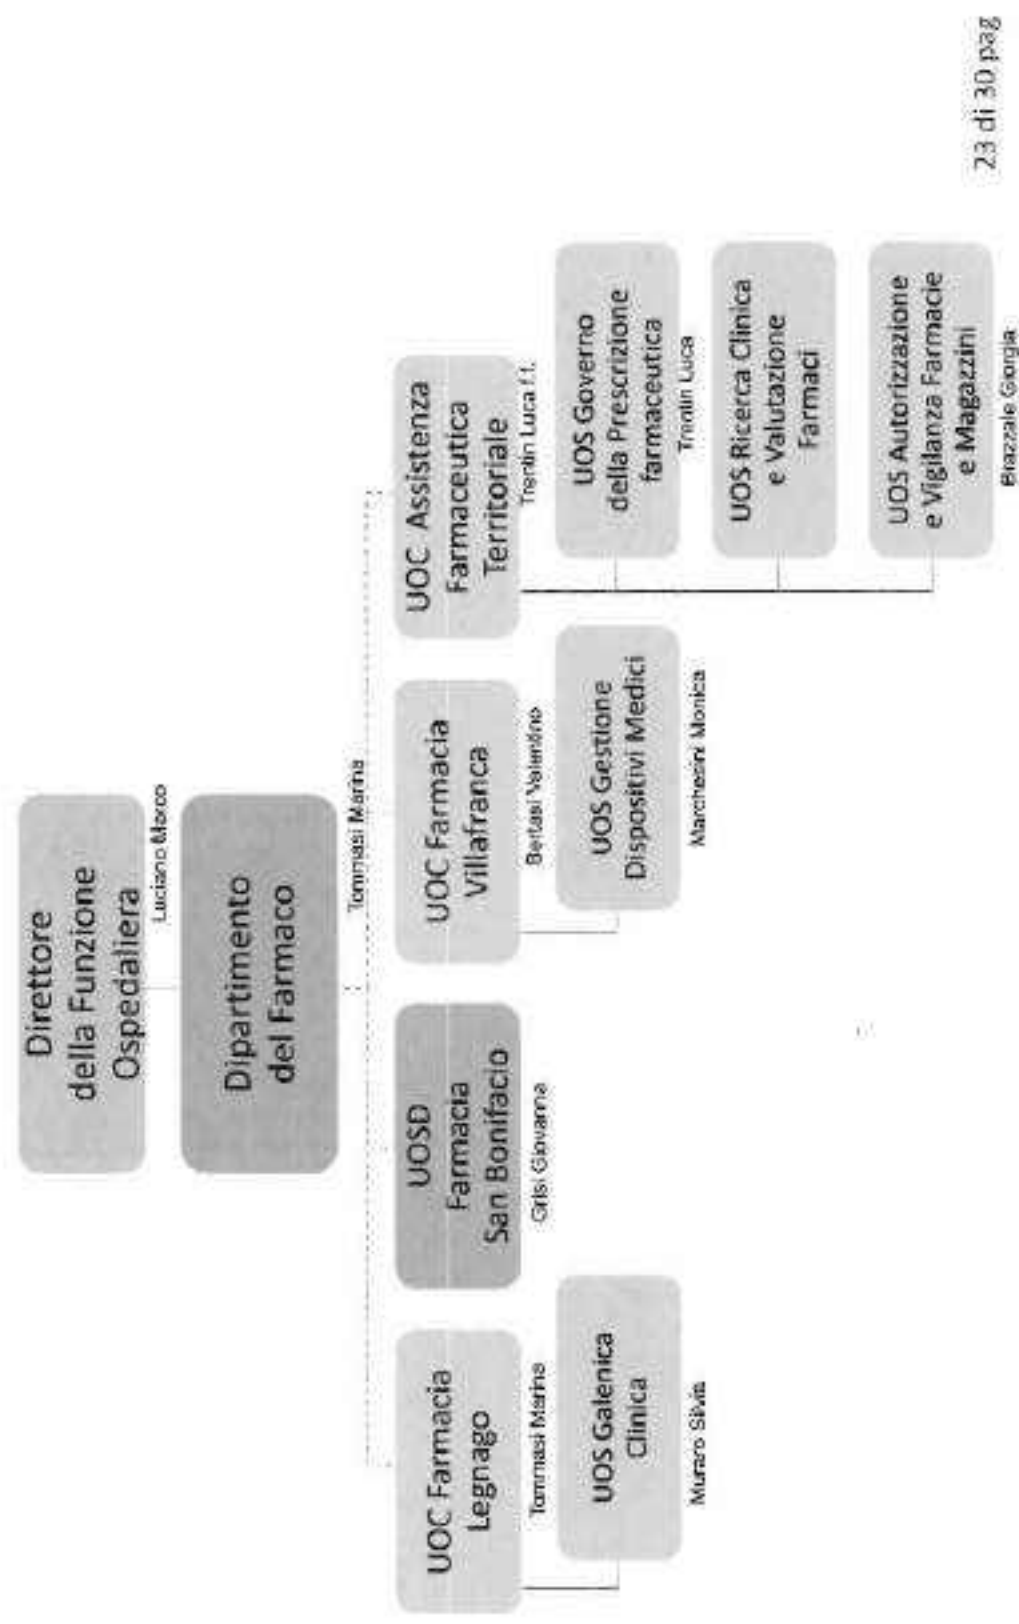 Direttore
della Funzione
Ospedaliera
Luciano Marco
Dipartimento
del Farmaco
Tommasi Marina
UOC Farmacia
Legnago
Tommasi Marina
UOS Galenica
Clinica
Muraro Silvia
UOSD
Farmacia
San Bonifacio
Grisi Giovanna
UOC Farmacia
Villafranca
Bertasi Valentino
UOS Gestione
Dispositivi Medici
Marchesini Monica
UOC Assistenza
Farmaceutica
Territoriale
Trentin Luca f.f.
UOS Governo
della Prescrizione
farmaceutica
Trentin Luca
UOS Ricerca Clinica
e Valutazione
Farmaci
UOS Autorizzazione
e Vigilanza Farmacie
e Magazzini
Brazzale Giorgia
23 di 30 pag